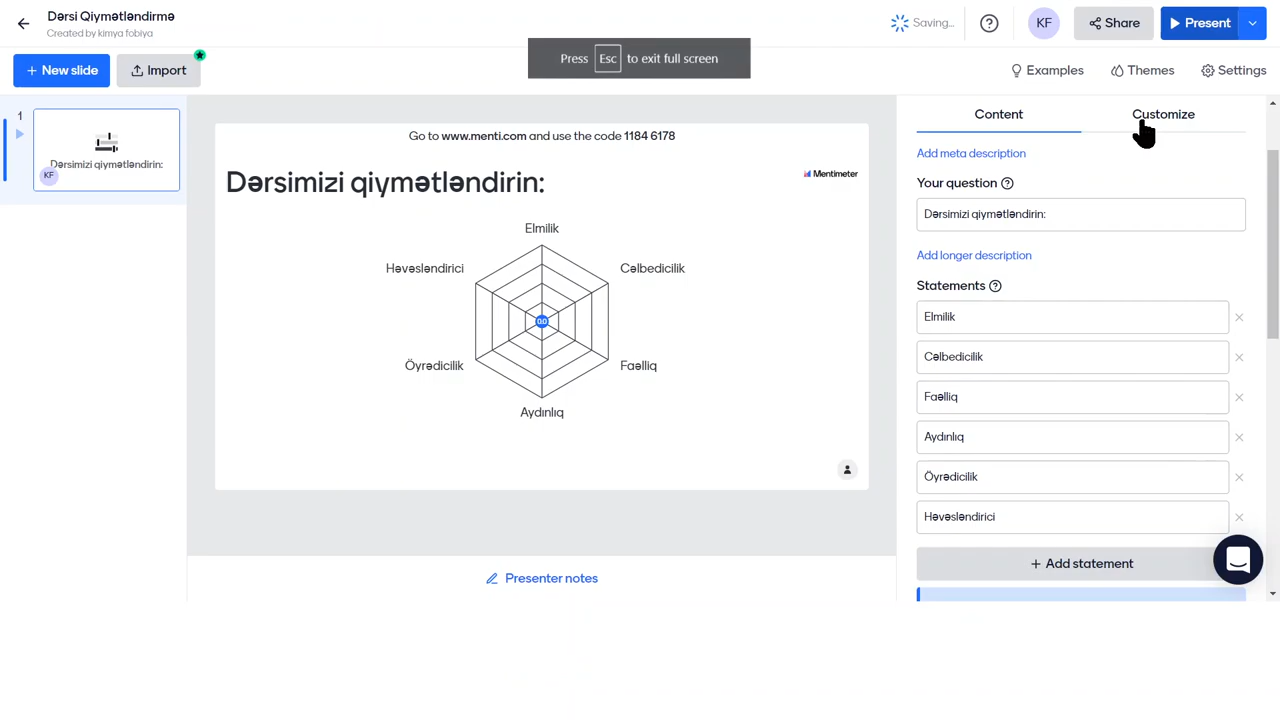 Dərsi Qiymətləndirmə
Created by kimya fobiya
Saving...
KF
Share
Present
Press Esc to exit full screen
+ New slide
Import
Examples
Themes
Settings
1
Dərsimizi qiymətləndirin:
KF
Go to www.menti.com and use the code 1184 6178
Dərsimizi qiymətləndirin:
Mentimeter
Elmilik
Həvəsləndirici
Cəlbedicilik
0.0
Öyrədicilik
Fəallıq
Aydınlıq
Presenter notes
Content
Customize
Add meta description
Your question
Dərsimizi qiymətləndirin:
Add longer description
Statements
Elmilik
Cəlbedicilik
Faəlliq
Aydınlıq
Öyrədicilik
Həvəsləndirici
+ Add statement